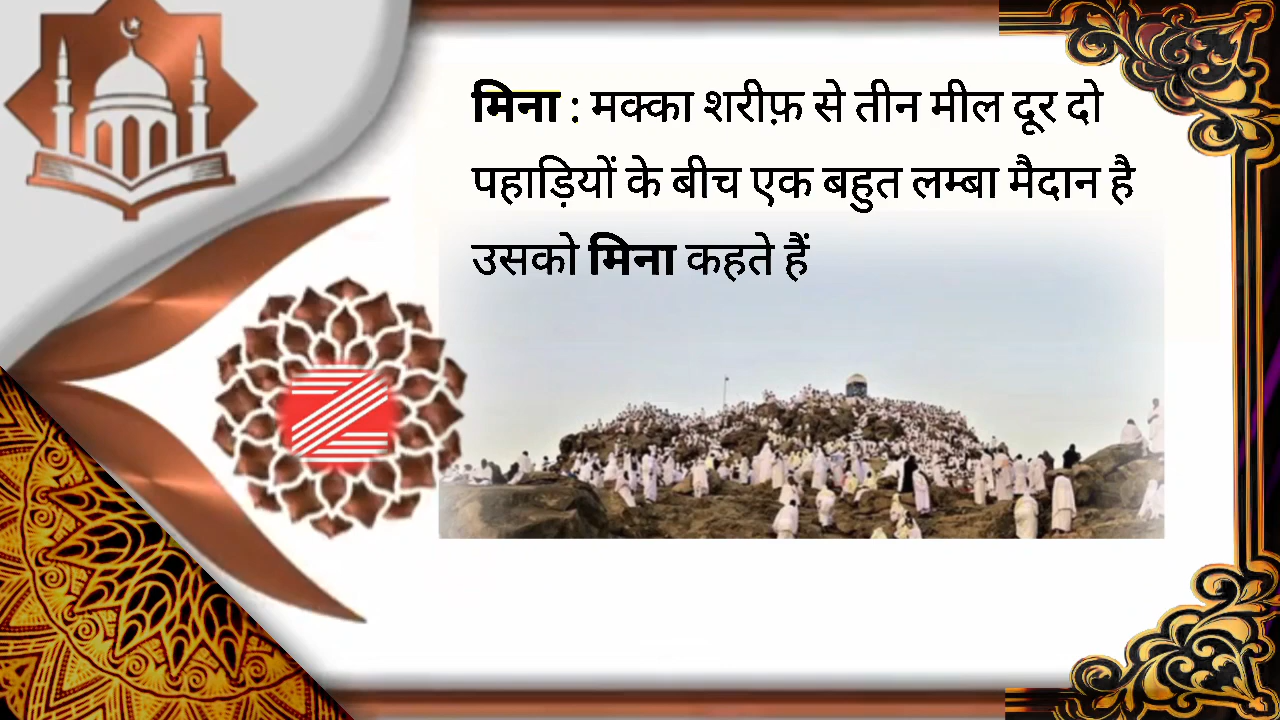 मिना : मक्का शरीफ़ से तीन मील दूर दो
पहाड़ियों के बीच एक बहुत लम्बा मैदान है
उसको मिना कहते हैं